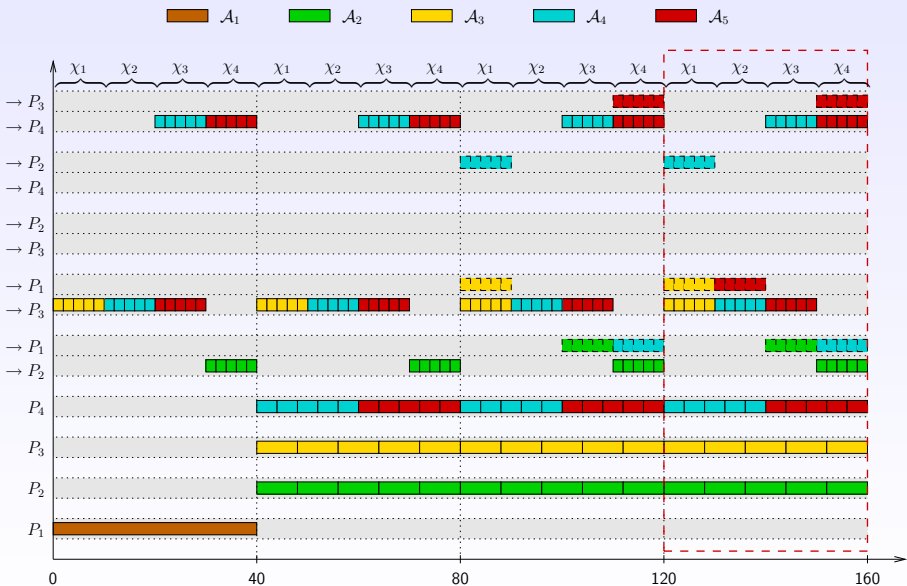 𝒜₁ 𝒜₂ 𝒜₃ 𝒜₄ 𝒜₅
χ₁ χ₂ χ₃ χ₄ χ₁ χ₂ χ₃ χ₄ χ₁ χ₂ χ₃ χ₄ χ₁ χ₂ χ₃ χ₄
→ P₃
→ P₄
→ P₂
→ P₄
→ P₂
→ P₃
→ P₁
→ P₃
→ P₁
→ P₂
P₄
P₃
P₂
P₁
0 40 80 120 160